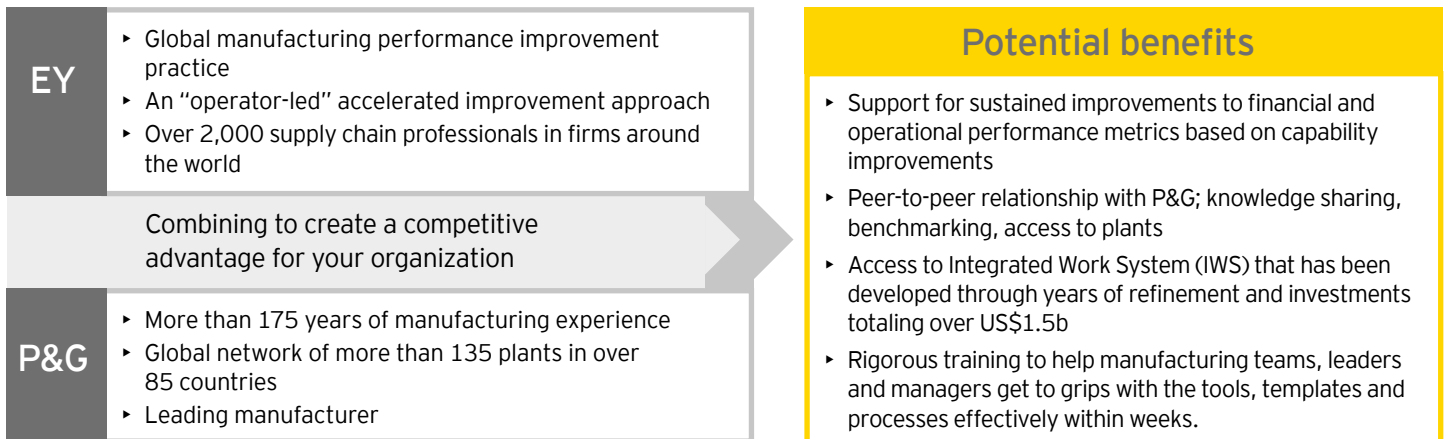 EY
‣ Global manufacturing performance improvement
practice
‣ An “operator-led” accelerated improvement approach
‣ Over 2,000 supply chain professionals in firms around
the world
Combining to create a competitive
advantage for your organization
P&G
‣ More than 175 years of manufacturing experience
‣ Global network of more than 135 plants in over
85 countries
‣ Leading manufacturer
Potential benefits
‣ Support for sustained improvements to financial and
operational performance metrics based on capability
improvements
‣ Peer-to-peer relationship with P&G; knowledge sharing,
benchmarking, access to plants
‣ Access to Integrated Work System (IWS) that has been
developed through years of refinement and investments
totaling over US$1.5b
‣ Rigorous training to help manufacturing teams, leaders
and managers get to grips with the tools, templates and
processes effectively within weeks.